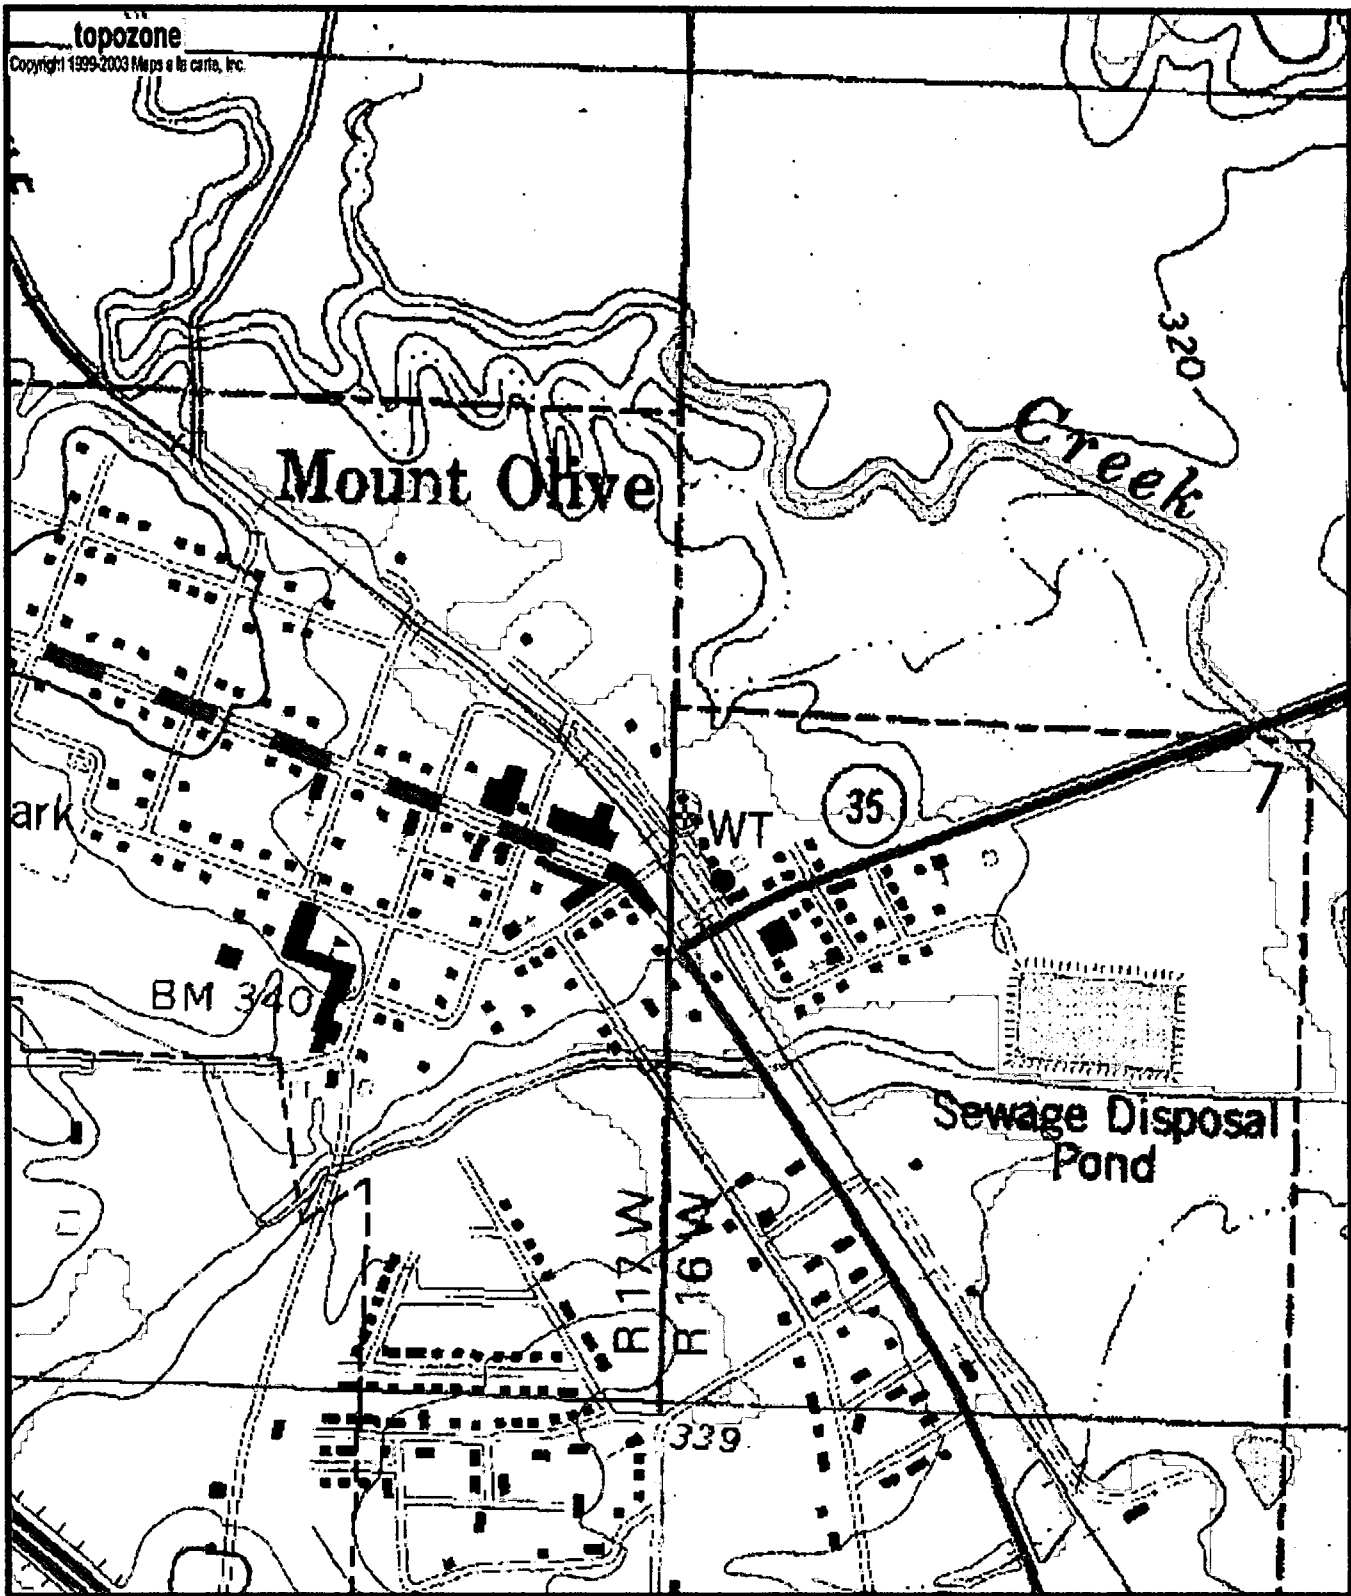 topozone
Copyright 1999-2003 Maps a la carte, Inc.
320
Creek
Mount Olive
7
35
WT
ark
BM 340
Sewage Disposal
Pond
R 17 W
R 16 W
339